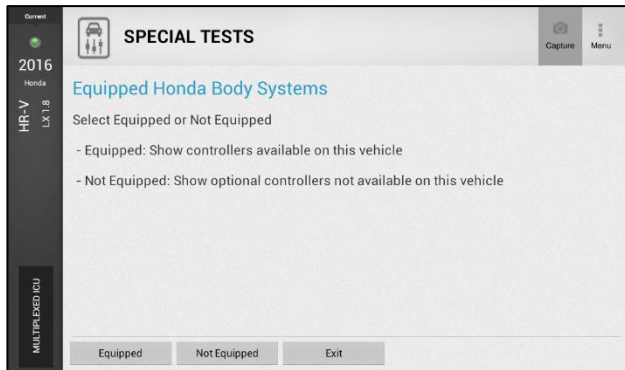 Current
2016
Honda
HR-V
LX 1.8
MULTIPLEXED ICU
SPECIAL TESTS
Capture
Menu
Equipped Honda Body Systems
Select Equipped or Not Equipped
- Equipped: Show controllers available on this vehicle
- Not Equipped: Show optional controllers not available on this vehicle
Equipped
Not Equipped
Exit